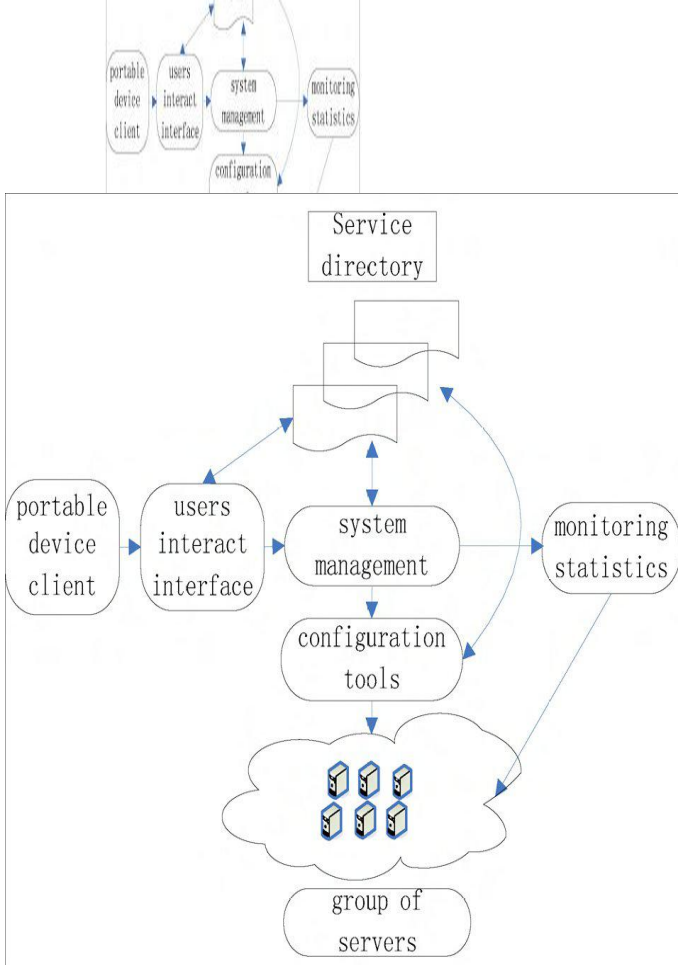 portable
device
client
users
interact
interface
system
management
monitoring
statistics
configuration
Service
directory
portable
device
client
users
interact
interface
system
management
monitoring
statistics
configuration
tools
group of
servers